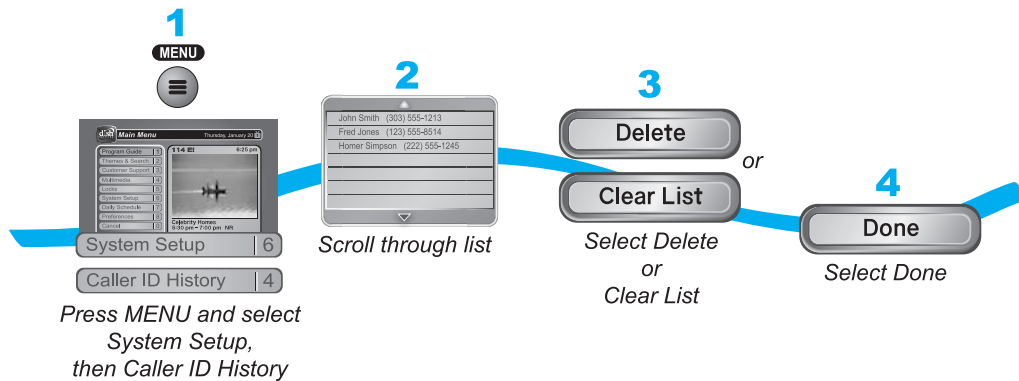 1
MENU
dish Main Menu Thursday, January 20
Program Guide 1
Themes & Search 2
Customer Support 3
Multimedia 4
Locks 5
System Setup 6
Daily Schedule 7
Preferences 8
Cancel 0
114 E! 6:25 pm
Celebrity Homes
5:30 pm – 7:00 pm NR
System Setup 6
Caller ID History 4
Press MENU and select
System Setup,
then Caller ID History
2
John Smith (303) 555-1213
Fred Jones (123) 555-8514
Homer Simpson (222) 555-1245
Scroll through list
3
Delete
or
Clear List
Select Delete
or
Clear List
4
Done
Select Done